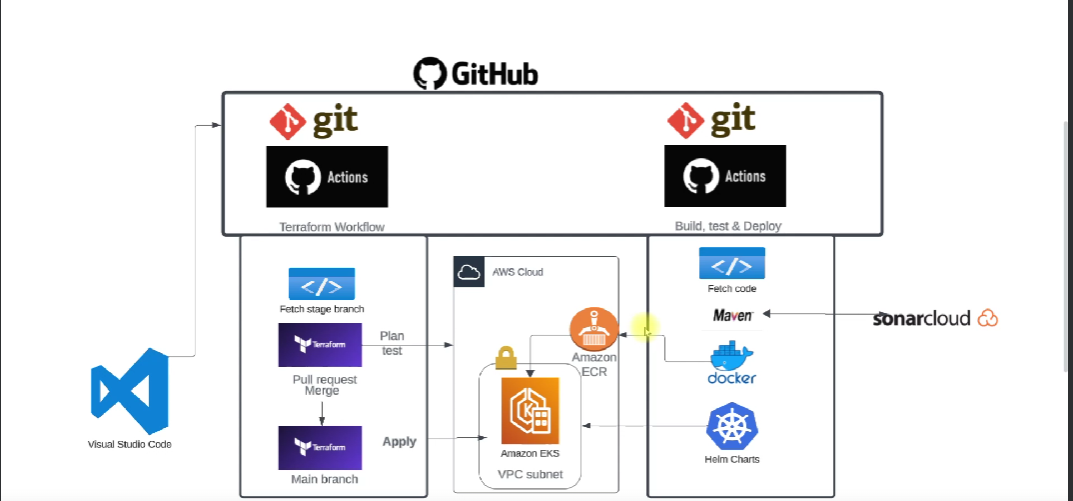 GitHub
git
git
Actions
Actions
Terraform Workflow
Build, test & Deploy
Fetch stage branch
Terraform
Pull request
Merge
Terraform
Main branch
Plan
test
Apply
AWS Cloud
Amazon
ECR
Amazon EKS
VPC subnet
Fetch code
Maven
docker
Helm Charts
sonarcloud
Visual Studio Code